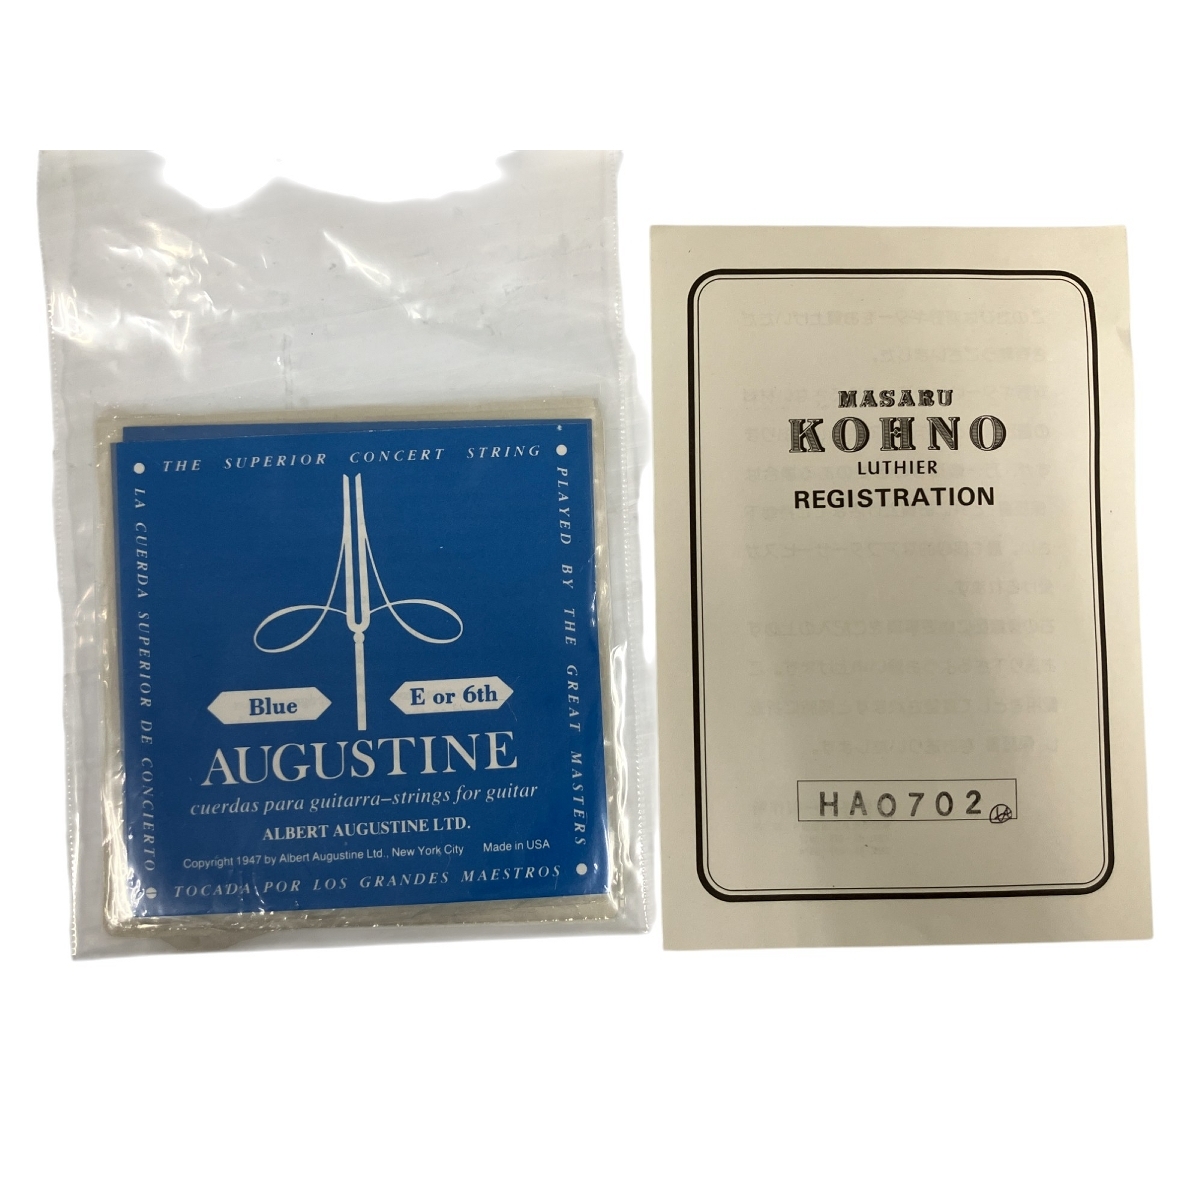 THE SUPERIOR CONCERT STRING
PLAYED BY THE GREAT MASTERS
LA CUERDA SUPERIOR DE CONCIERTO
Blue
E or 6th
AUGUSTINE
cuerdas para guitarra–strings for guitar
ALBERT AUGUSTINE LTD.
Copyright 1947 by Albert Augustine Ltd., New York City Made in USA
TOCADA POR LOS GRANDES MAESTROS
MASARU
KOHNO
LUTHIER
REGISTRATION
HA0702